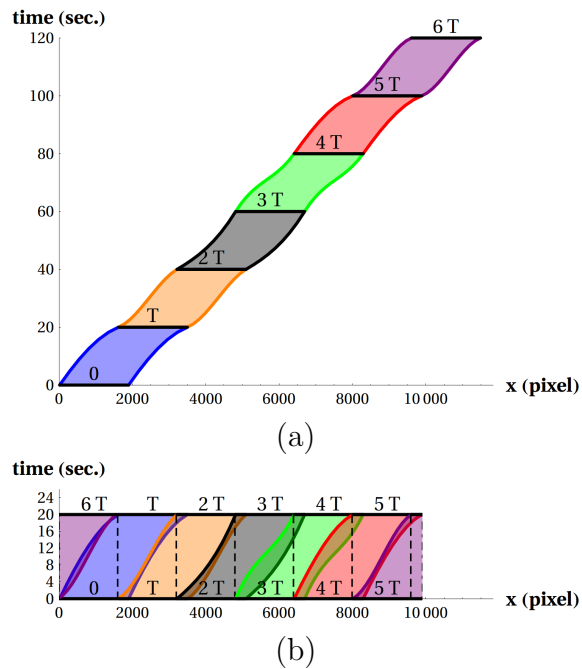 time (sec.)
120
6 T
100
5 T
80
4 T
60
3 T
40
2 T
20
T
0
0
0 2000 4000 6000 8000 10 000 x (pixel)
(a)
time (sec.)
24
6 T T 2 T 3 T 4 T 5 T
20
16
12
8
4
0 T 2 T 3 T 4 T 5 T
0
0 2000 4000 6000 8000 10 000 x (pixel)
(b)